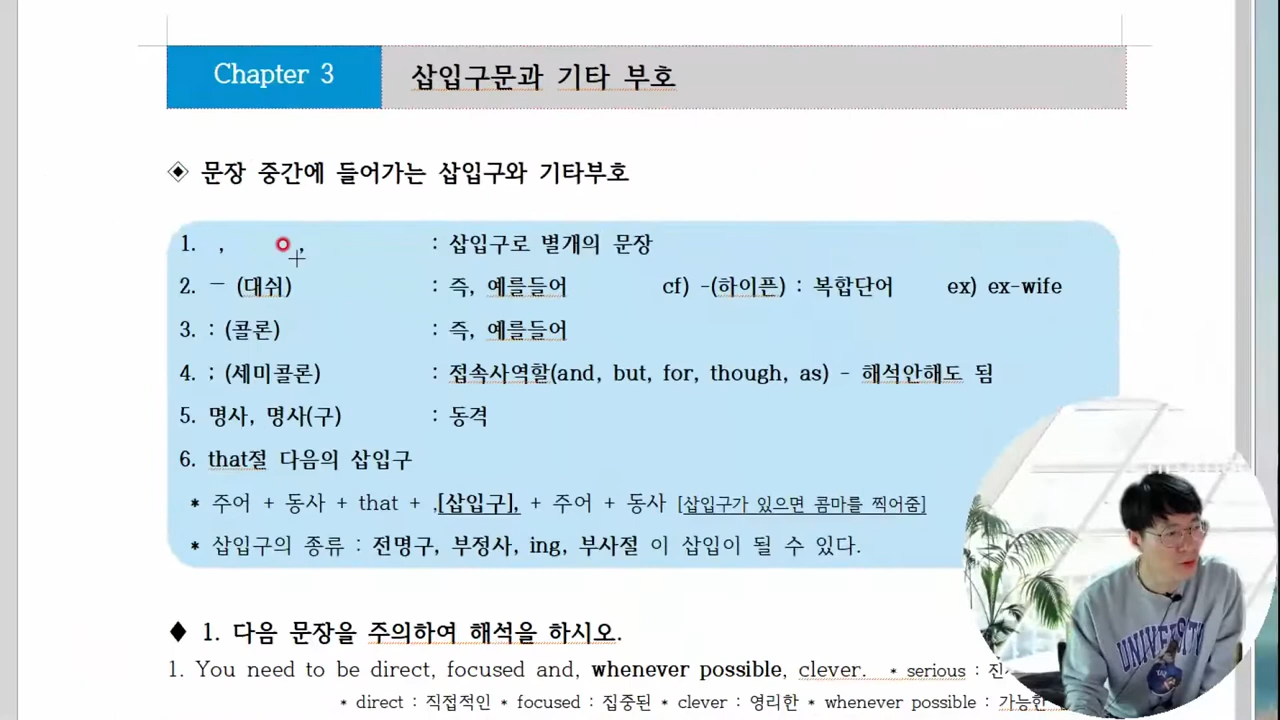 Chapter 3 삽입구문과 기타 부호
◈ 문장 중간에 들어가는 삽입구와 기타부호
1. , , : 삽입구로 별개의 문장
2. ― (대쉬) : 즉, 예를들어 cf) -(하이픈) : 복합단어 ex) ex-wife
3. : (콜론) : 즉, 예를들어
4. ; (세미콜론) : 접속사역할(and, but, for, though, as) - 해석안해도 됨
5. 명사, 명사(구) : 동격
6. that절 다음의 삽입구
* 주어 + 동사 + that + ,[삽입구], + 주어 + 동사 [삽입구가 있으면 콤마를 찍어줌]
* 삽입구의 종류 : 전명구, 부정사, ing, 부사절 이 삽입이 될 수 있다.
♦ 1. 다음 문장을 주의하여 해석을 하시오.
1. You need to be direct, focused and, whenever possible, clever. * serious : 진
* direct : 직접적인 * focused : 집중된 * clever : 영리한 * whenever possible : 가능한
UNIVERSITY